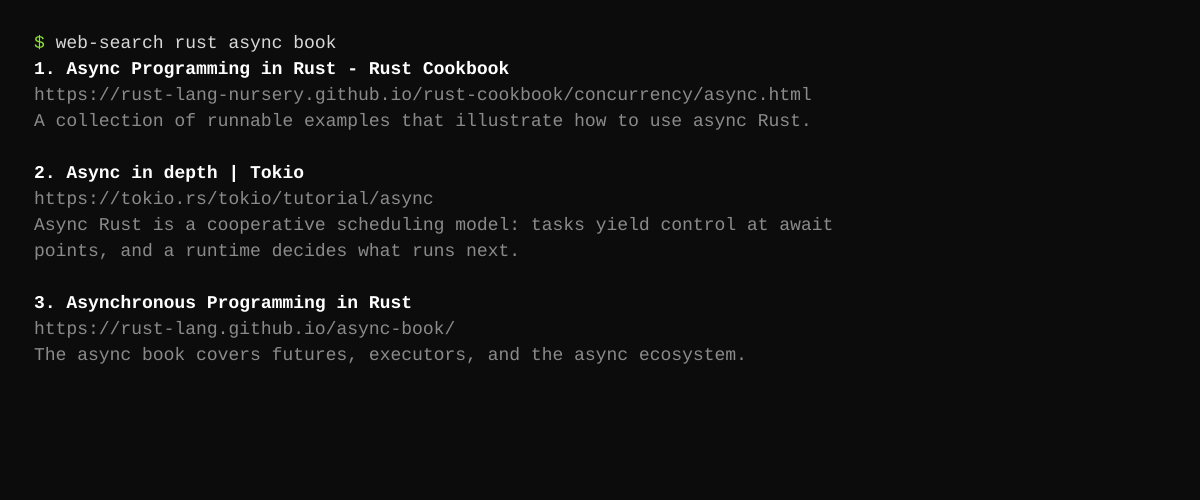 $ web-search rust async book
1. Async Programming in Rust - Rust Cookbook
https://rust-lang-nursery.github.io/rust-cookbook/concurrency/async.html
A collection of runnable examples that illustrate how to use async Rust.
2. Async in depth | Tokio
https://tokio.rs/tokio/tutorial/async
Async Rust is a cooperative scheduling model: tasks yield control at await
points, and a runtime decides what runs next.
3. Asynchronous Programming in Rust
https://rust-lang.github.io/async-book/
The async book covers futures, executors, and the async ecosystem.